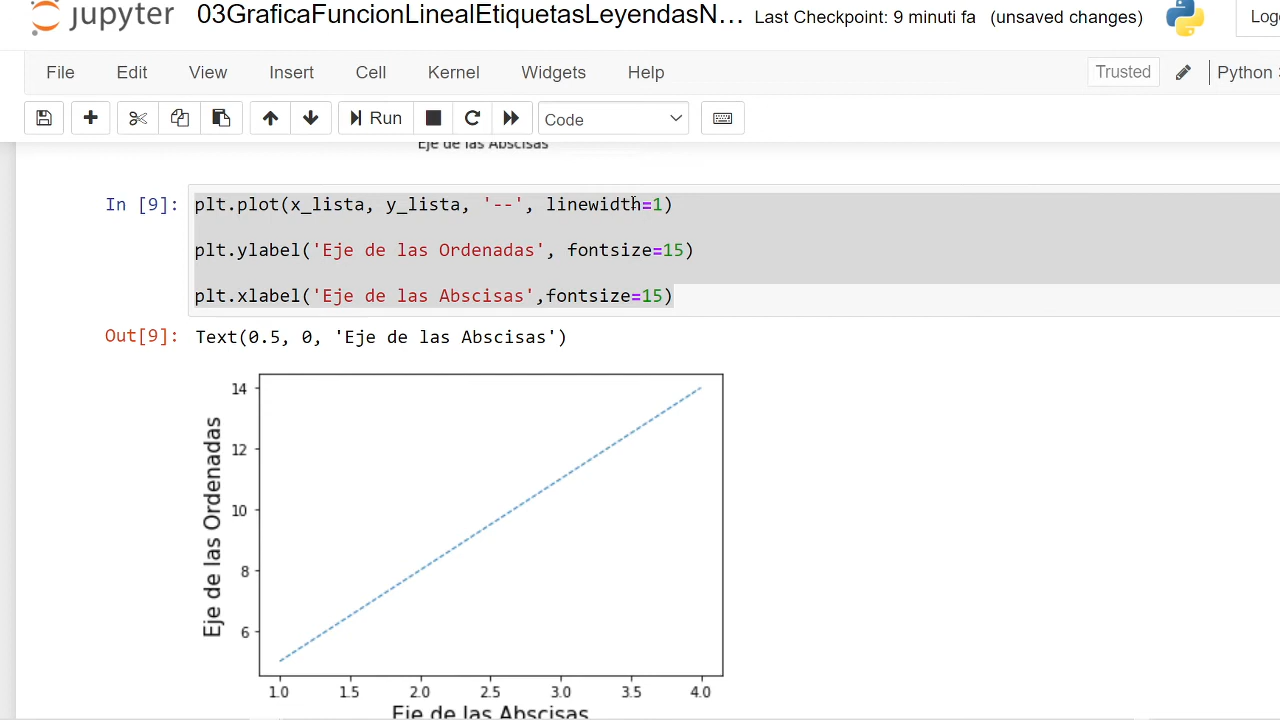 jupyter 03GraficaFuncionLinealEtiquetasLeyendasN... Last Checkpoint: 9 minuti fa (unsaved changes)
File Edit View Insert Cell Kernel Widgets Help Trusted Python
Run Code
Eje de las Abscisas
In [9]: plt.plot(x_lista, y_lista, '--', linewidth=1)
plt.ylabel('Eje de las Ordenadas', fontsize=15)
plt.xlabel('Eje de las Abscisas',fontsize=15)
Out[9]: Text(0.5, 0, 'Eje de las Abscisas')
14
12
10
8
6
Eje de las Ordenadas
1.0 1.5 2.0 2.5 3.0 3.5 4.0
Eje de las Abscisas